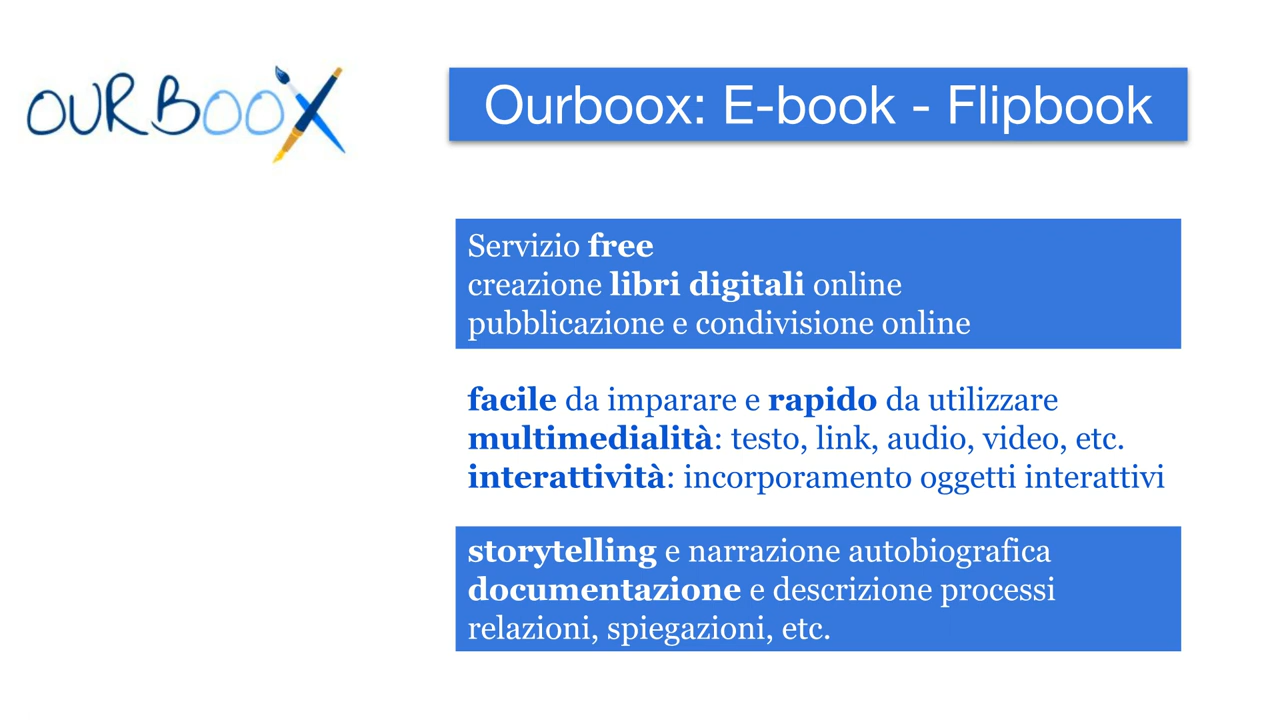 OURBOOX
Ourboox: E-book - Flipbook
Servizio free
creazione libri digitali online
pubblicazione e condivisione online
facile da imparare e rapido da utilizzare
multimedialità: testo, link, audio, video, etc.
interattività: incorporamento oggetti interattivi
storytelling e narrazione autobiografica
documentazione e descrizione processi
relazioni, spiegazioni, etc.